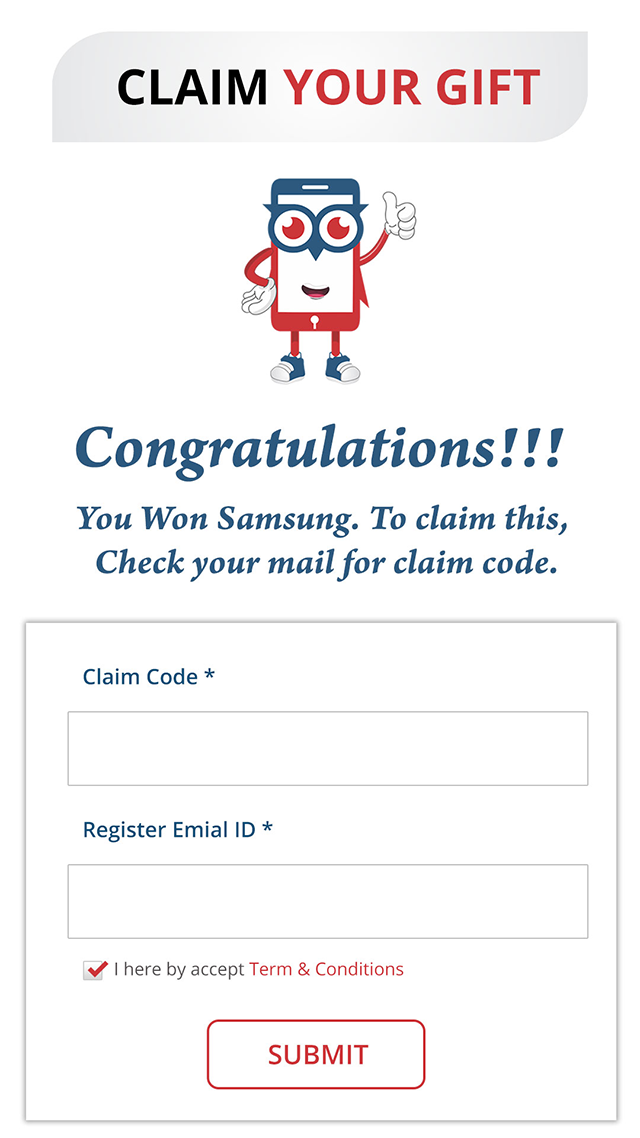 CLAIM YOUR GIFT
Congratulations!!!
You Won Samsung. To claim this,
Check your mail for claim code.
Claim Code *
Register Emial ID *
I here by accept Term & Conditions
SUBMIT